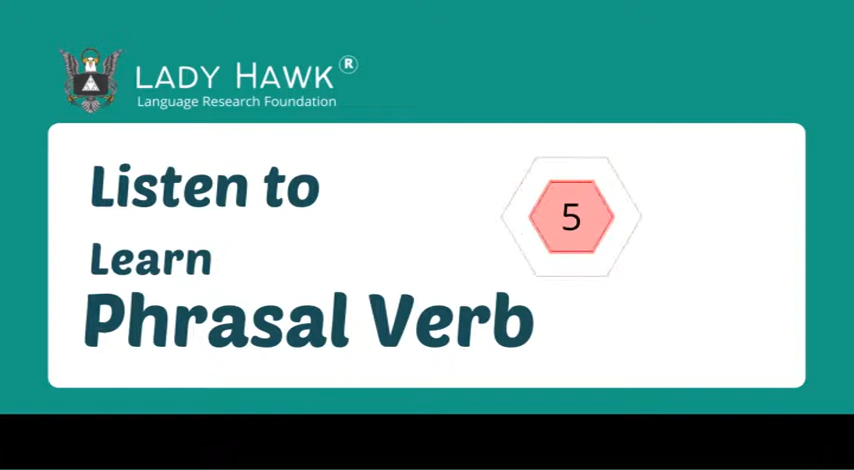 LADY HAWK®
Language Research Foundation
Listen to
Learn
Phrasal Verb
5